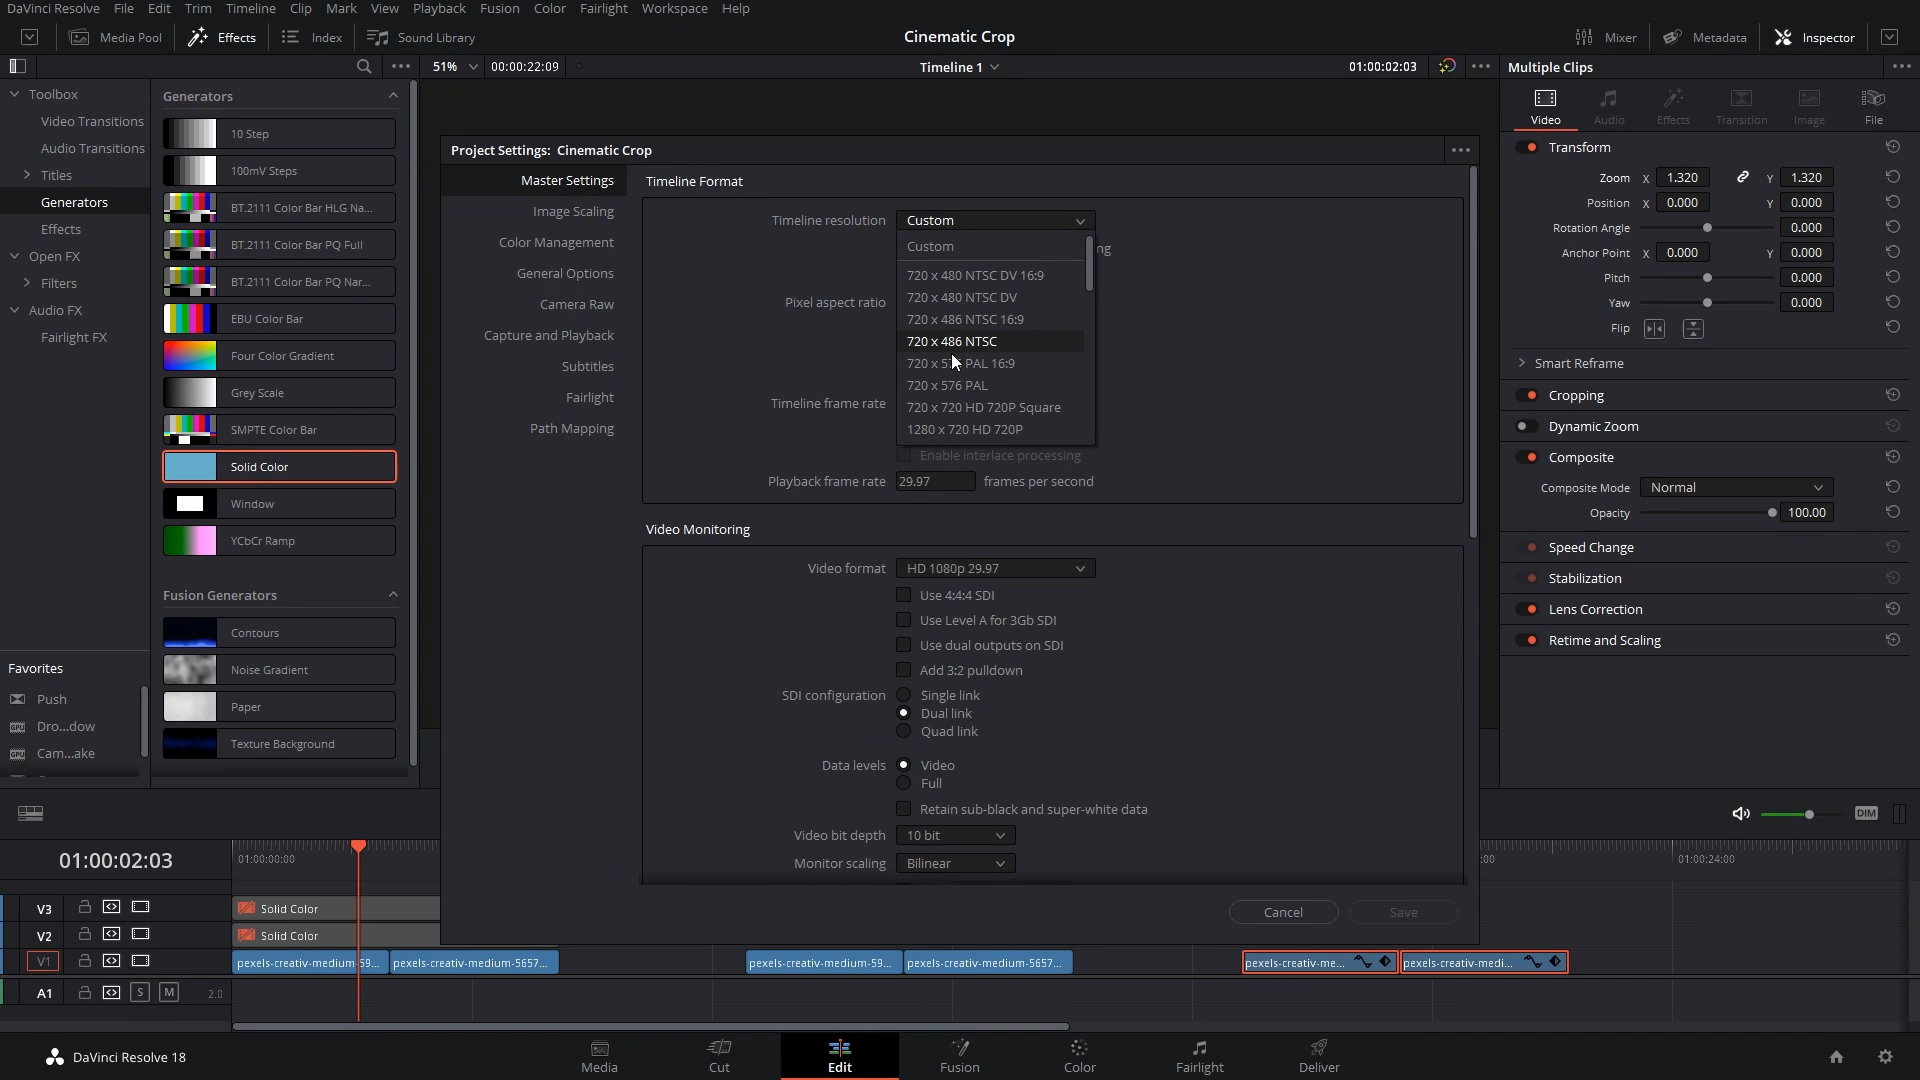 DaVinci Resolve File Edit Trim Timeline Clip Mark View Playback Fusion Color Fairlight Workspace Help
Media Pool Effects Index Sound Library Cinematic Crop Mixer Metadata Inspector
51% 00:00:22:09 Timeline 1 01:00:02:03 Multiple Clips
Toolbox
Video Transitions
Audio Transitions
Titles
Generators
Effects
Open FX
Filters
Audio FX
Fairlight FX
Favorites
Push
Dro...dow
Cam...ake
Generators
10 Step
100mV Steps
BT.2111 Color Bar HLG Na...
BT.2111 Color Bar PQ Full
BT.2111 Color Bar PQ Nar...
EBU Color Bar
Four Color Gradient
Grey Scale
SMPTE Color Bar
Solid Color
Window
YCbCr Ramp
Fusion Generators
Contours
Noise Gradient
Paper
Texture Background
Project Settings: Cinematic Crop
Master Settings
Image Scaling
Color Management
General Options
Camera Raw
Capture and Playback
Subtitles
Fairlight
Path Mapping
Timeline Format
Timeline resolution Custom
Custom
ng
720 x 480 NTSC DV 16:9
720 x 480 NTSC DV
Pixel aspect ratio
720 x 486 NTSC 16:9
720 x 486 NTSC
PAL 16:9
720 x 576 PAL
Timeline frame rate
720 x 720 HD 720P Square
1280 x 720 HD 720P
Enable interlace processing
Playback frame rate 29.97 frames per second
Video Monitoring
Video format HD 1080p 29.97
Use 4:4:4 SDI
Use Level A for 3Gb SDI
Use dual outputs on SDI
Add 3:2 pulldown
SDI configuration Single link
Dual link
Quad link
Data levels Video
Full
Retain sub-black and super-white data
Video bit depth 10 bit
Monitor scaling Bilinear
Cancel Save
Video Audio Effects Transition Image File
Transform
Zoom X 1.320 Y 1.320
Position X 0.000 Y 0.000
Rotation Angle 0.000
Anchor Point X 0.000 Y 0.000
Pitch 0.000
Yaw 0.000
Flip
Smart Reframe
Cropping
Dynamic Zoom
Composite
Composite Mode Normal
Opacity 100.00
Speed Change
Stabilization
Lens Correction
Retime and Scaling
DIM
01:00:02:03 01:00:00:00 :00 01:00:24:00
V3 Solid Color
V2 Solid Color
V1 pexels-creativ-medium-59... pexels-creativ-medium-5657... pexels-creativ-medium-59... pexels-creativ-medium-5657... pexels-creativ-me... pexels-creativ-medi...
A1 S M 2.0
DaVinci Resolve 18 Media Cut Edit Fusion Color Fairlight Deliver